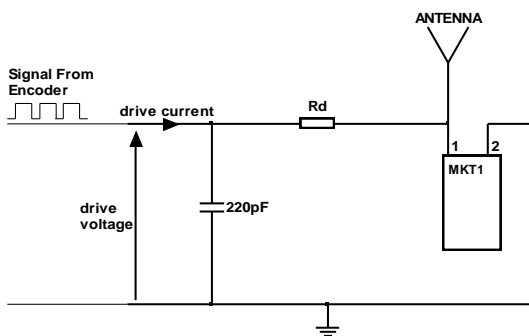 ANTENNA
Signal From
Encoder
drive current
Rd
1
2
MKT1
220pF
drive
voltage